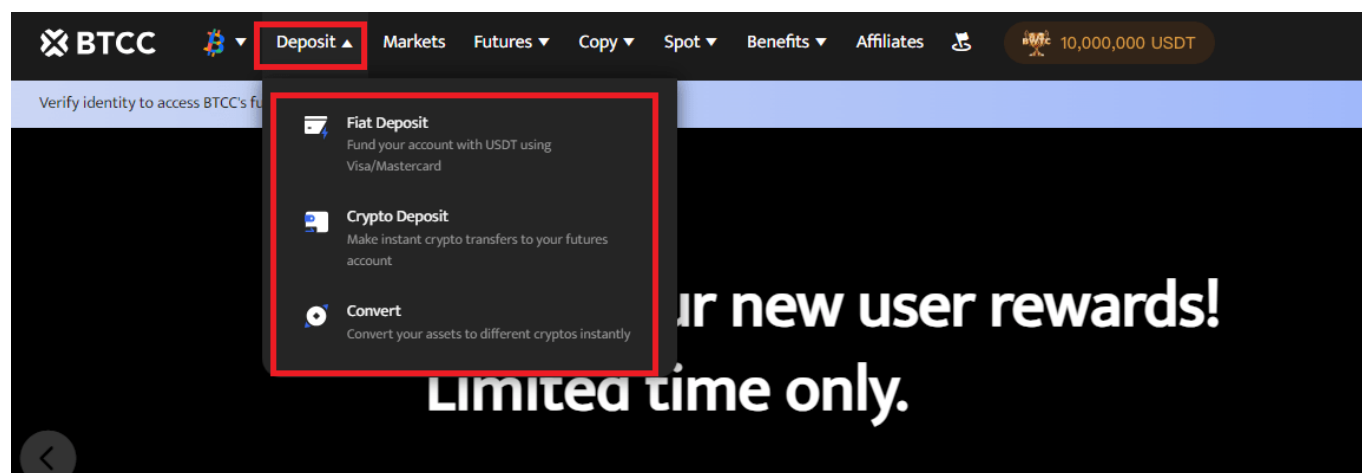 BTCC Deposit Markets Futures Copy Spot Benefits Affiliates 10,000,000 USDT
Verify identity to access BTCC's
Fiat Deposit
Fund your account with USDT using
Visa/Mastercard
Crypto Deposit
Make instant crypto transfers to your futures
account
Convert
Convert your assets to different cryptos instantly
new user rewards!
Limited time only.